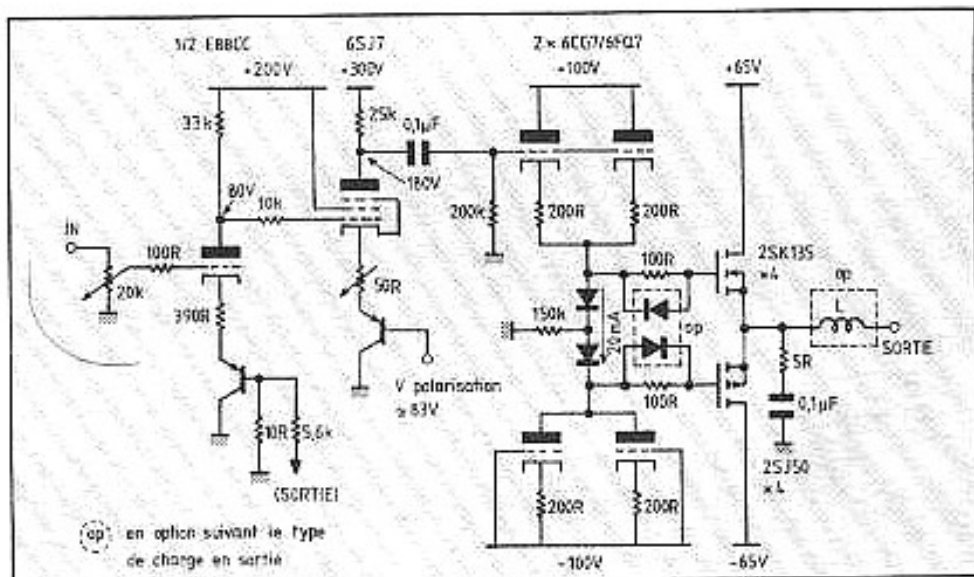 1/2 E88CC
6SJ7
2 × 6CG7/6FQ7
+200V
+300V
+100V
+65V
33k
25k
0,1µF
80V
180V
10k
200k
200R
200R
IN
100R
20k
390R
50R
2SK135
×4
100R
op
150k
20mA
op
L
SORTIE
5R
100R
V polarisation
≥ 83V
0,1µF
10R
5,6k
(SORTIE)
200R
200R
2SJ50
×4
op en option suivant le type
de charge en sortie
-100V
-65V